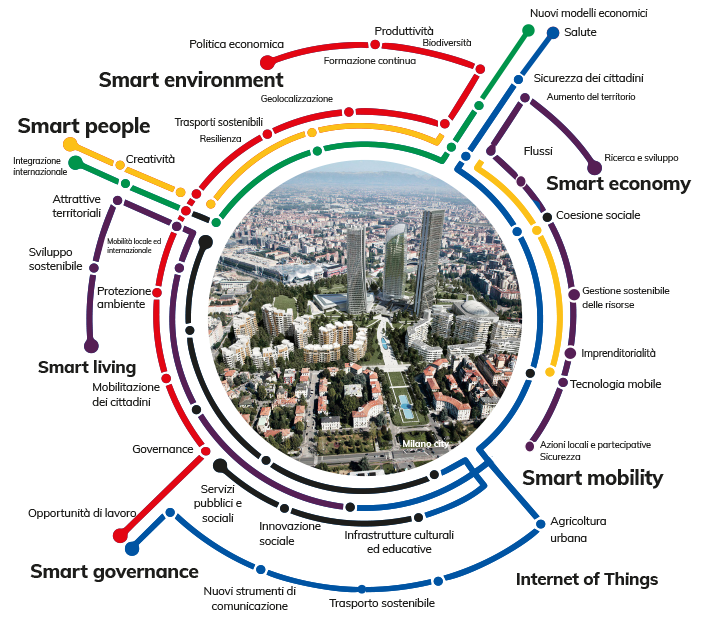 Nuovi modelli economici
Salute
Produttività
Politica economica
Biodiversità
Formazione continua
Smart environment
Sicurezza dei cittadini
Geolocalizzazione
Aumento del territorio
Smart people
Trasporti sostenibili
Resilienza
Integrazione
internazionale
Creatività
Flussi
Ricerca e sviluppo
Smart economy
Attrattive
territoriali
Coesione sociale
Mobilità locale ed
internazionale
Sviluppo
sostenibile
Protezione
ambiente
Gestione sostenibile
delle risorse
Imprenditorialità
Smart living
Tecnologia mobile
Mobilitazione
dei cittadini
Milano city
Governance
Azioni locali e partecipative
Sicurezza
Smart mobility
Servizi
pubblici e
sociali
Opportunità di lavoro
Innovazione
sociale
Infrastrutture culturali
ed educative
Agricoltura
urbana
Smart governance
Internet of Things
Nuovi strumenti di
comunicazione
Trasporto sostenibile